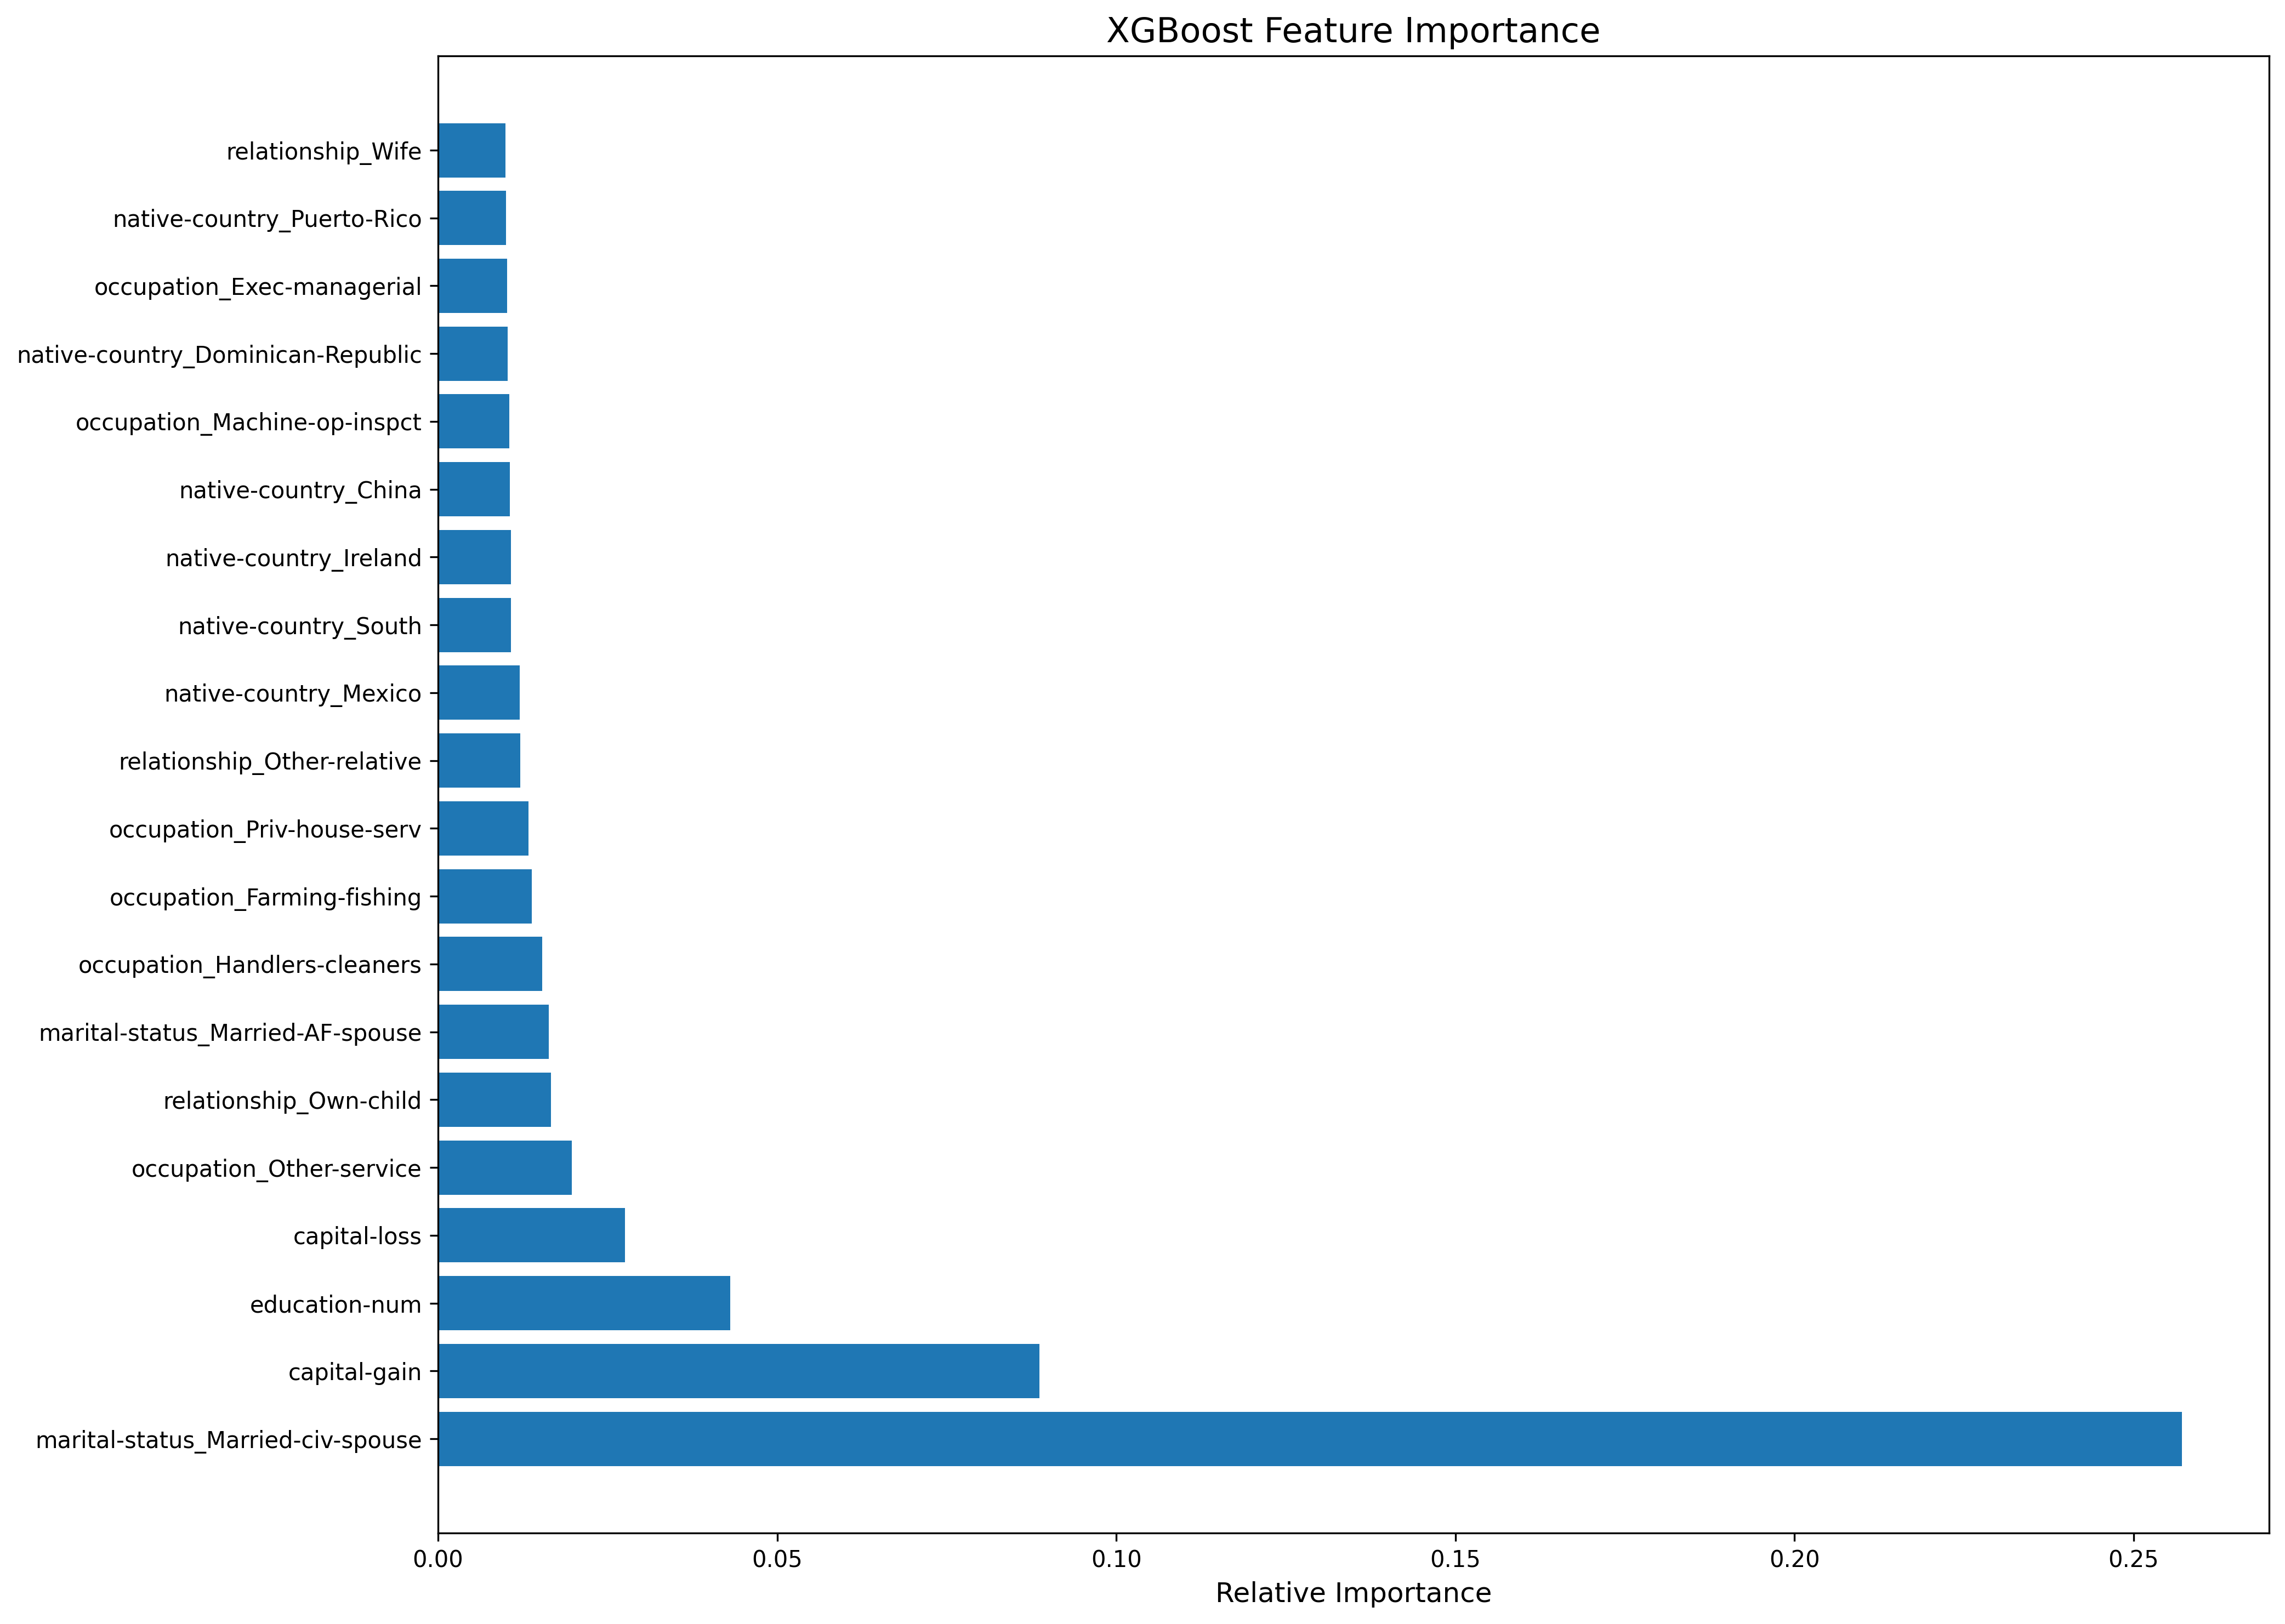 XGBoost Feature Importance
relationship_Wife
native-country_Puerto-Rico
occupation_Exec-managerial
native-country_Dominican-Republic
occupation_Machine-op-inspct
native-country_China
native-country_Ireland
native-country_South
native-country_Mexico
relationship_Other-relative
occupation_Priv-house-serv
occupation_Farming-fishing
occupation_Handlers-cleaners
marital-status_Married-AF-spouse
relationship_Own-child
occupation_Other-service
capital-loss
education-num
capital-gain
marital-status_Married-civ-spouse
0.00 0.05 0.10 0.15 0.20 0.25
Relative Importance